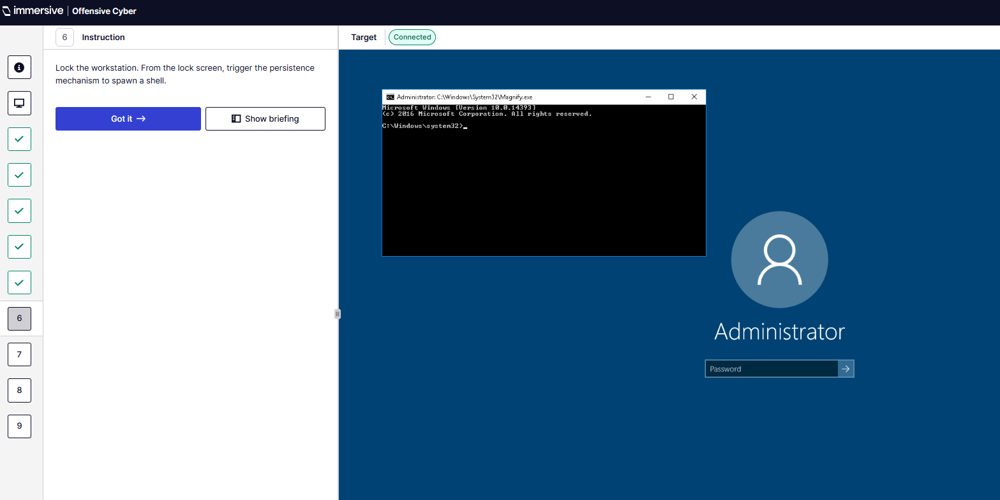 immersive | Offensive Cyber
6 Instruction
Lock the workstation. From the lock screen, trigger the persistence
mechanism to spawn a shell.
Got it →
Show briefing
6
7
8
9
Target
Connected
Administrator: C:\Windows\System32\Magnify.exe
Microsoft Windows [Version 10.0.14393]
(c) 2016 Microsoft Corporation. All rights reserved.
C:\Windows\system32>_
Administrator
Password